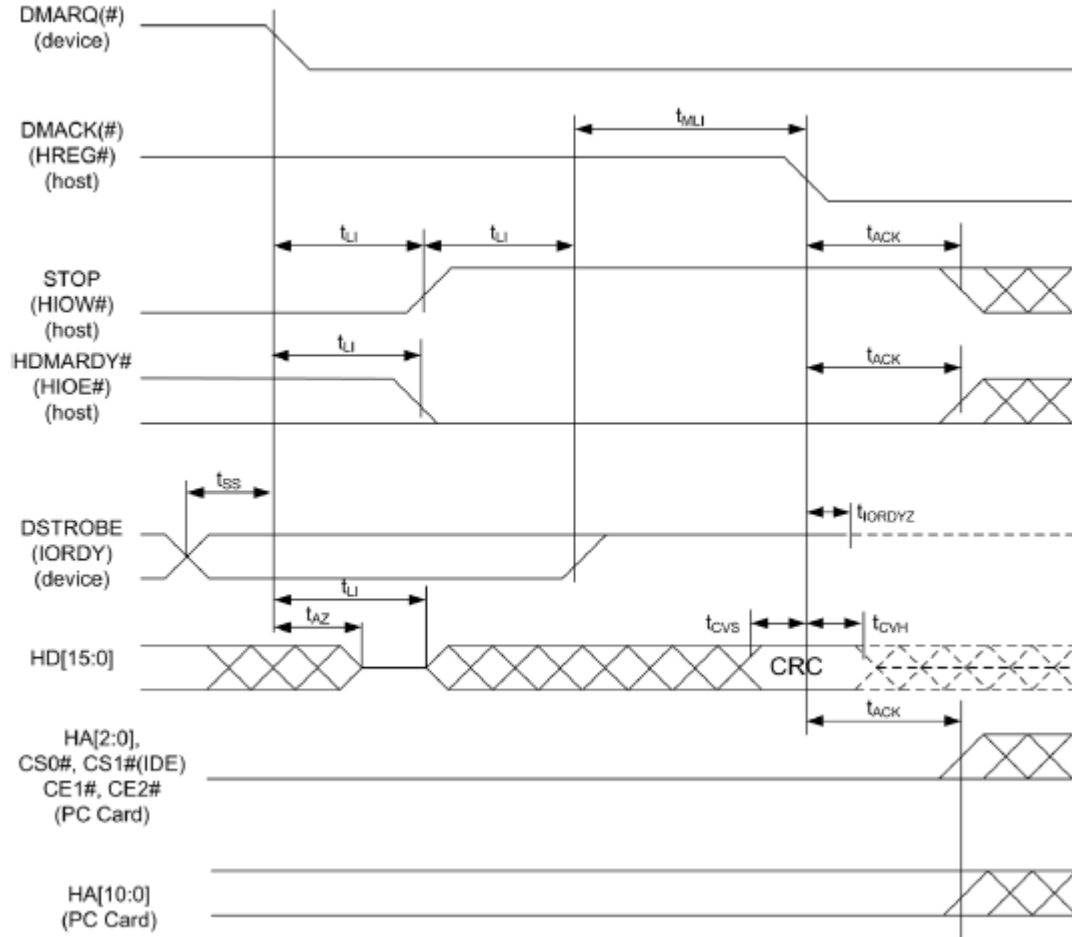 DMARQ(#)
(device)
tMLI
DMACK(#)
(HREG#)
(host)
tLI
tLI
tACK
STOP
(HIOW#)
(host)
tLI
tACK
HDMARDY#
(HIOE#)
(host)
tSS
tIORDYZ
DSTROBE
(IORDY)
(device)
tLI
tAZ
tCVS
tCVH
HD[15:0]
CRC
tACK
HA[2:0],
CS0#, CS1#(IDE)
CE1#, CE2#
(PC Card)
HA[10:0]
(PC Card)